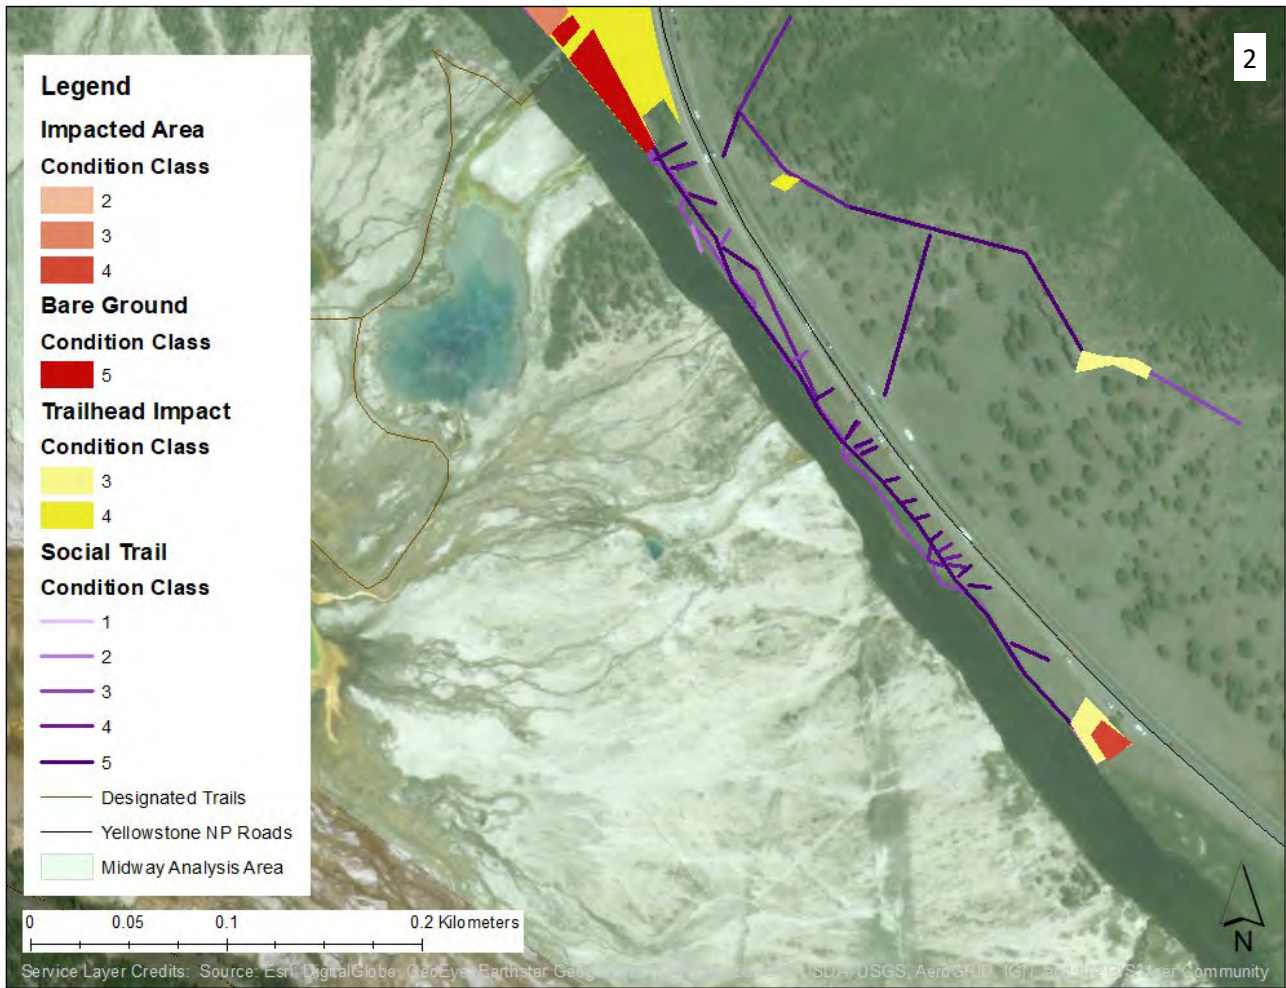 2
Legend
Impacted Area
Condition Class
2
3
4
Bare Ground
Condition Class
5
Trailhead Impact
Condition Class
3
4
Social Trail
Condition Class
1
2
3
4
5
Designated Trails
Yellowstone NP Roads
Midway Analysis Area
0 0.05 0.1 0.2 Kilometers
N
Service Layer Credits: Source: Esri, DigitalGlobe, GeoEye, Earthstar USDA, USGS, AeroGRID, IGN, and the GIS User Community